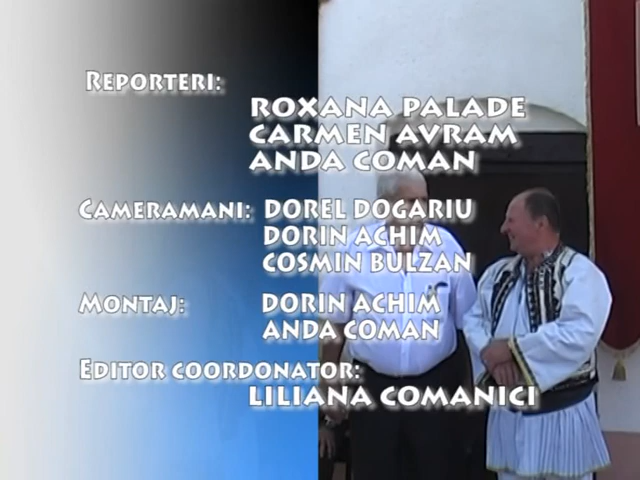 REPORTERI:
ROXANA PALADE
CARMEN AVRAM
ANDA COMAN
CAMERAMANI: DOREL DOGARIU
DORIN ACHIM
COSMIN BULZAN
MONTAJ: DORIN ACHIM
ANDA COMAN
EDITOR COORDONATOR:
LILIANA COMANICI